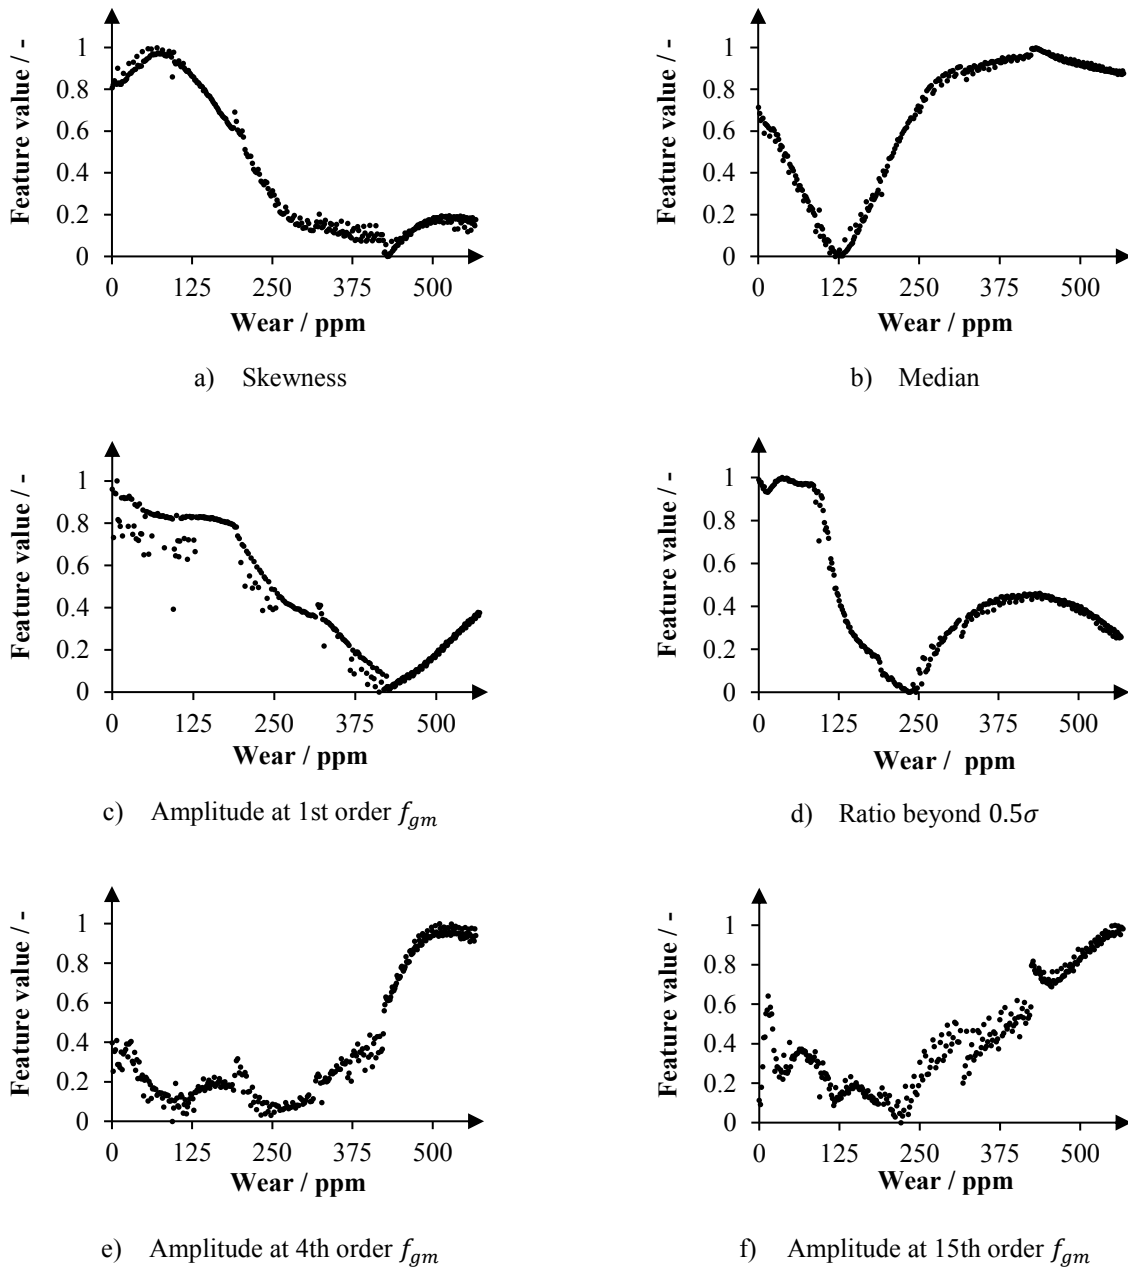 Feature value / -
1
0.8
0.6
0.4
0.2
0
0 125 250 375 500
Wear / ppm
a) Skewness
Feature value / -
1
0.8
0.6
0.4
0.2
0
0 125 250 375 500
Wear / ppm
b) Median
Feature value / -
1
0.8
0.6
0.4
0.2
0
0 125 250 375 500
Wear / ppm
c) Amplitude at 1st order f_gm
Feature value / -
1
0.8
0.6
0.4
0.2
0
0 125 250 375 500
Wear / ppm
d) Ratio beyond 0.5σ
Feature value / -
1
0.8
0.6
0.4
0.2
0
0 125 250 375 500
Wear / ppm
e) Amplitude at 4th order f_gm
Feature value / -
1
0.8
0.6
0.4
0.2
0
0 125 250 375 500
Wear / ppm
f) Amplitude at 15th order f_gm